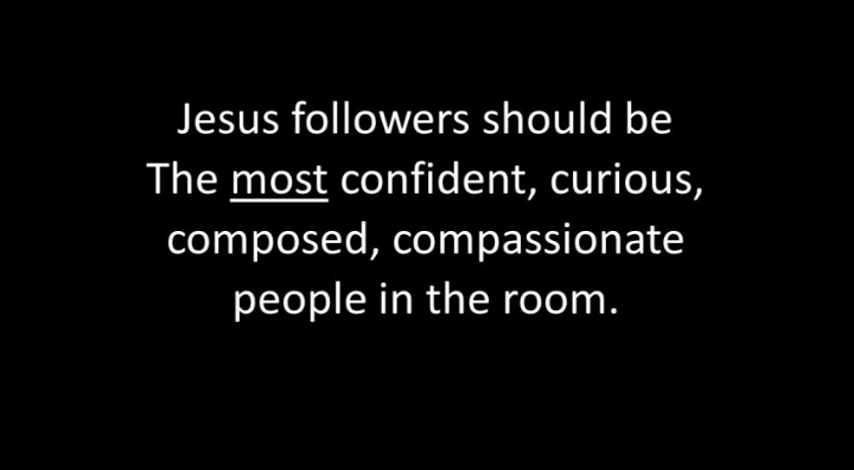 Jesus followers should be
The most confident, curious,
composed, compassionate
people in the room.